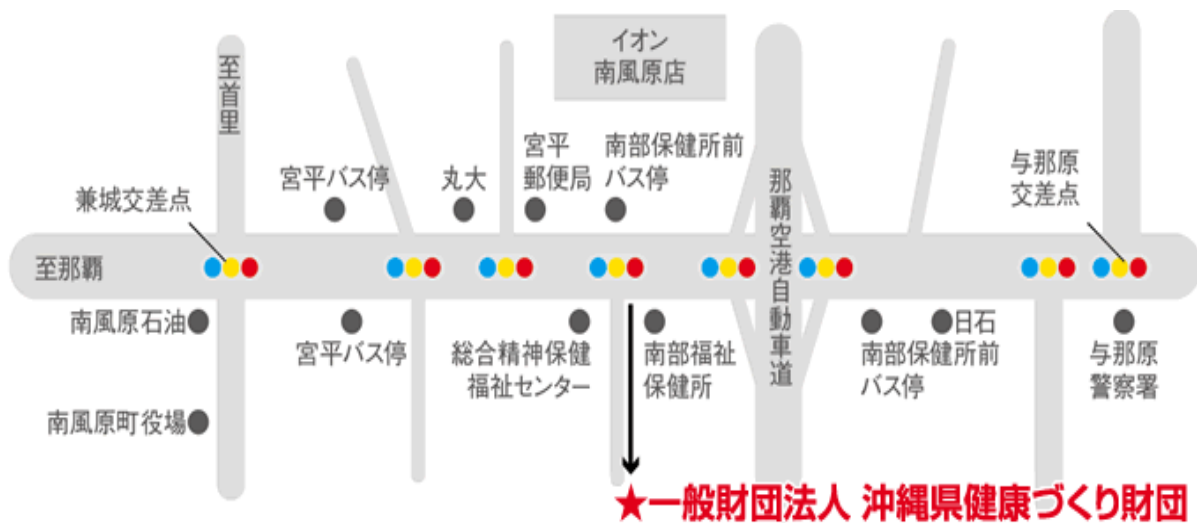 イオン
南風原店
至首里
宮平バス停
丸大
宮平
郵便局
南部保健所前
バス停
那覇空港自動車道
与那原
交差点
兼城交差点
至那覇
南風原石油
宮平バス停
総合精神保健
福祉センター
南部福祉
保健所
日石
南部保健所前
バス停
与那原
警察署
南風原町役場
★一般財団法人 沖縄県健康づくり財団